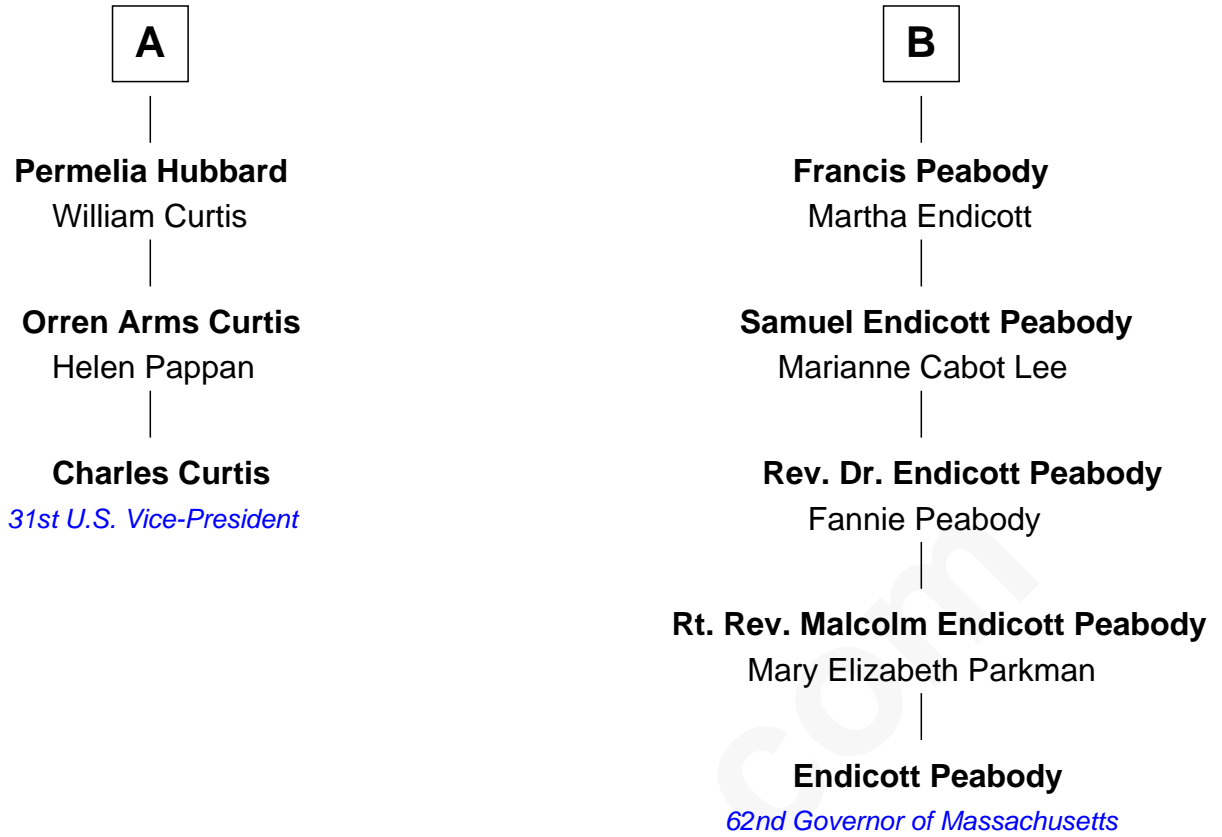 A
Permelia Hubbard
William Curtis
Orren Arms Curtis
Helen Pappan
Charles Curtis
31st U.S. Vice-President
B
Francis Peabody
Martha Endicott
Samuel Endicott Peabody
Marianne Cabot Lee
Rev. Dr. Endicott Peabody
Fannie Peabody
Rt. Rev. Malcolm Endicott Peabody
Mary Elizabeth Parkman
Endicott Peabody
62nd Governor of Massachusetts
com